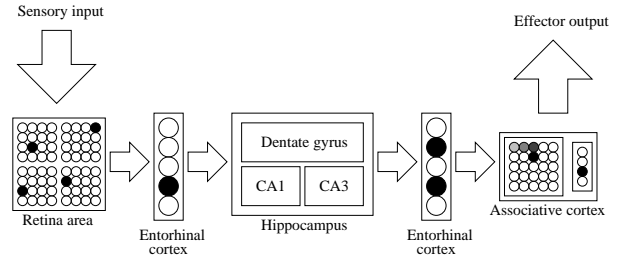 Sensory input
Effector output
Dentate gyrus
CA1
CA3
Retina area
Entorhinal
cortex
Hippocampus
Entorhinal
cortex
Associative cortex